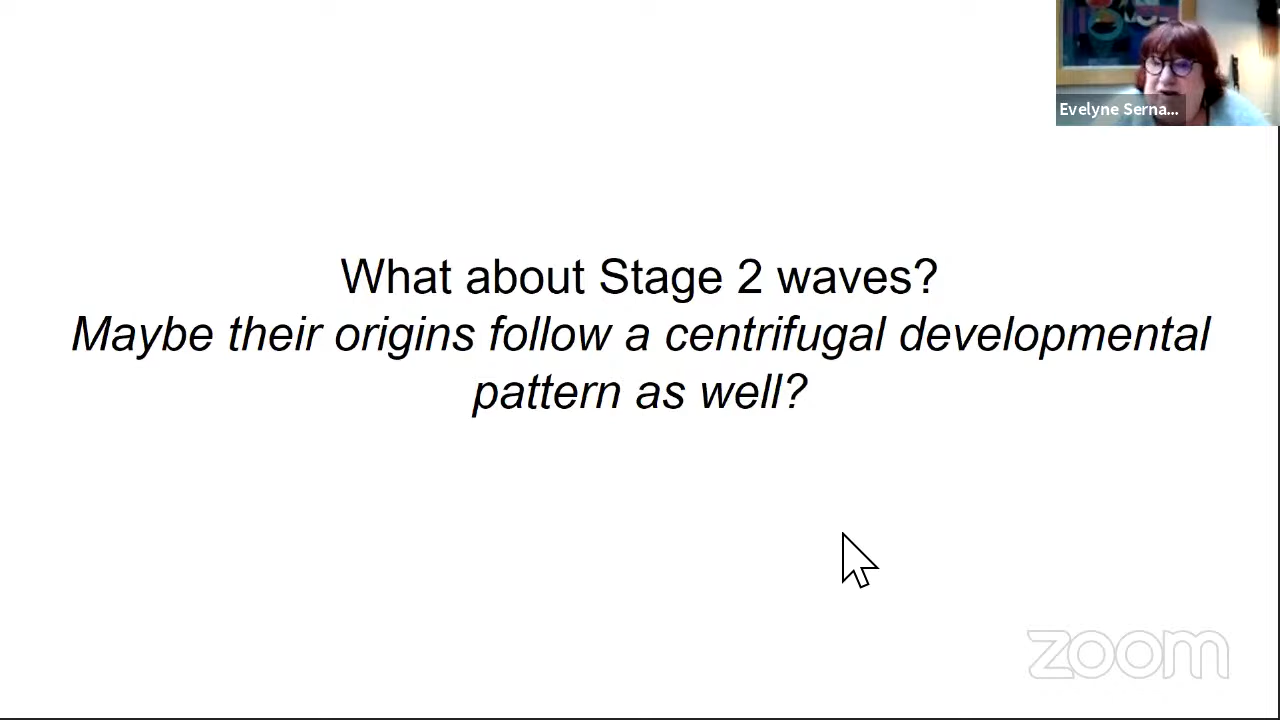 Evelyne Serna...
What about Stage 2 waves?
Maybe their origins follow a centrifugal developmental
pattern as well?
zoom